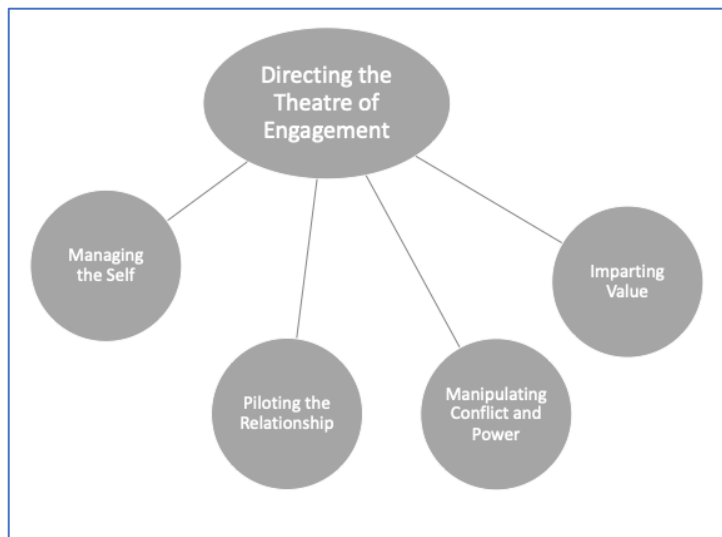 Directing the
Theatre of
Engagement
Managing
the Self
Piloting the
Relationship
Manipulating
Conflict and
Power
Imparting
Value